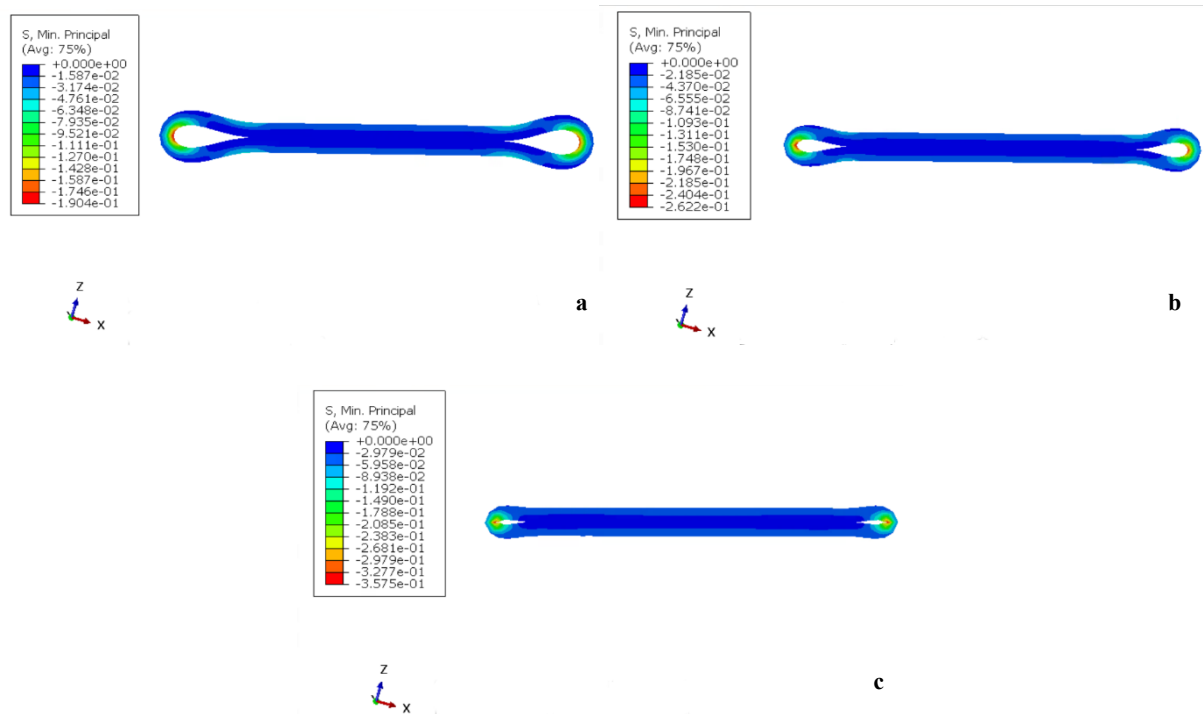 S, Min. Principal
(Avg: 75%)
+0.000e+00
-1.587e-02
-3.174e-02
-4.761e-02
-6.348e-02
-7.935e-02
-9.521e-02
-1.111e-01
-1.270e-01
-1.428e-01
-1.587e-01
-1.746e-01
-1.904e-01
Z
X
a
S, Min. Principal
(Avg: 75%)
+0.000e+00
-2.185e-02
-4.370e-02
-6.555e-02
-8.741e-02
-1.093e-01
-1.311e-01
-1.530e-01
-1.748e-01
-1.967e-01
-2.185e-01
-2.404e-01
-2.622e-01
Z
X
b
S, Min. Principal
(Avg: 75%)
+0.000e+00
-2.979e-02
-5.958e-02
-8.938e-02
-1.192e-01
-1.490e-01
-1.788e-01
-2.085e-01
-2.383e-01
-2.681e-01
-2.979e-01
-3.277e-01
-3.575e-01
Z
X
c